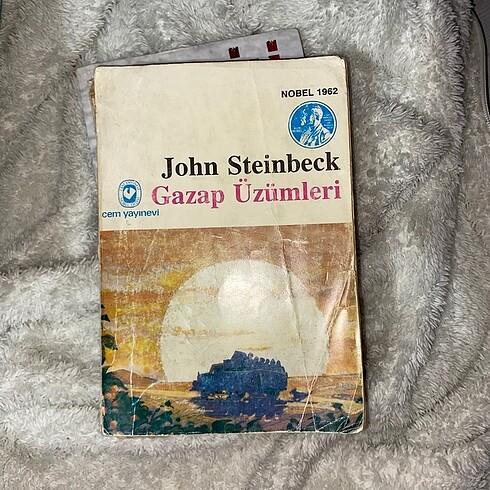 NOBEL 1962
John Steinbeck
Gazap Üzümleri
cem yayınevi